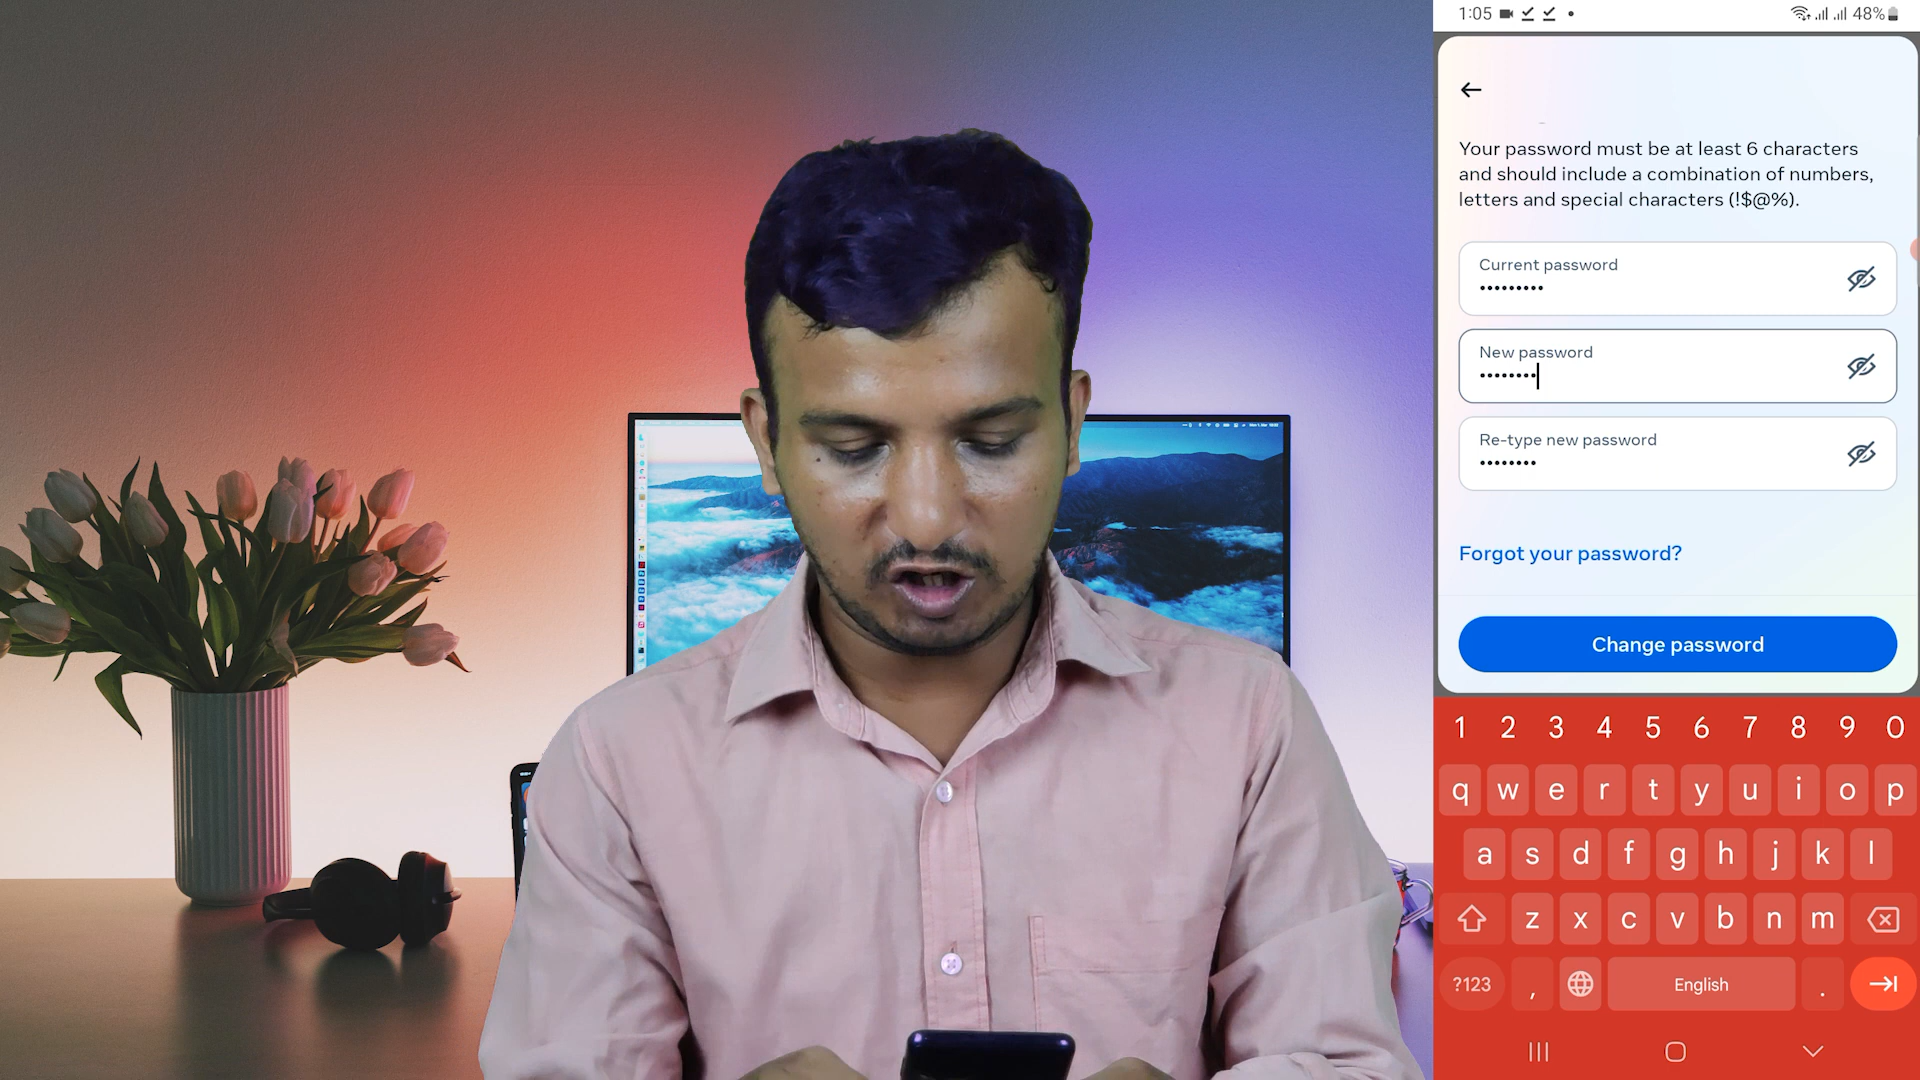 1:05
48%
Your password must be at least 6 characters
and should include a combination of numbers,
letters and special characters (!$@%).
Current password
•••••••••
New password
••••••••
Re-type new password
••••••••
Forgot your password?
Change password
1 2 3 4 5 6 7 8 9 0
q w e r t y u i o p
a s d f g h j k l
z x c v b n m
?123 , English .